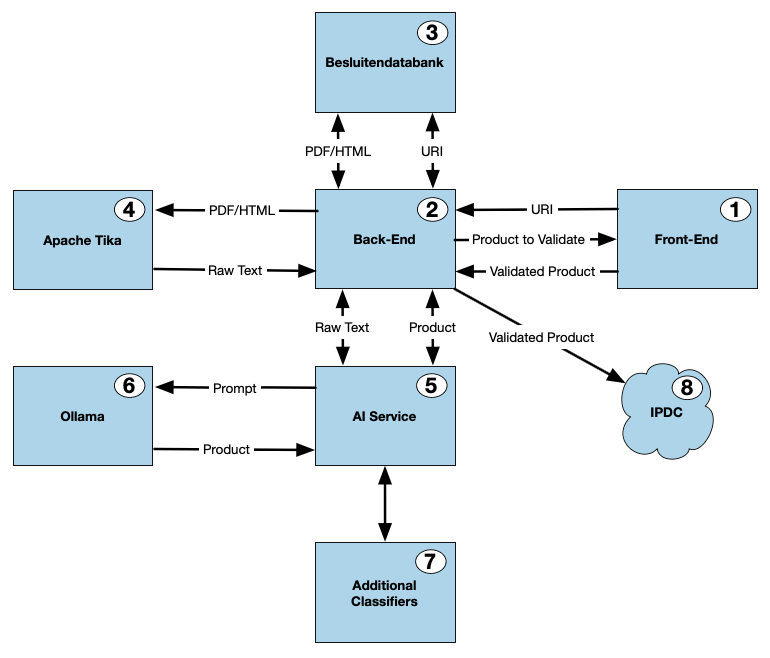 3
Besluitendatabank
PDF/HTML
URI
4
Apache Tika
PDF/HTML
2
Back-End
URI
Product to Validate
Validated Product
1
Front-End
Raw Text
Raw Text
Product
Validated Product
6
Ollama
Prompt
Product
5
AI Service
8
IPDC
7
Additional
Classifiers